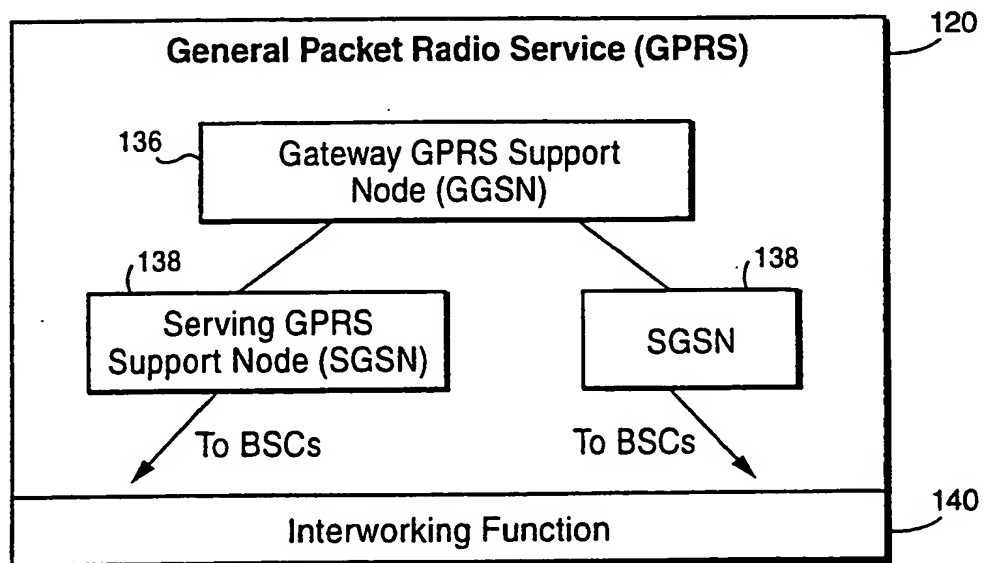 120
General Packet Radio Service (GPRS)
136
Gateway GPRS Support
Node (GGSN)
138
138
Serving GPRS
Support Node (SGSN)
SGSN
To BSCs
To BSCs
140
Interworking Function